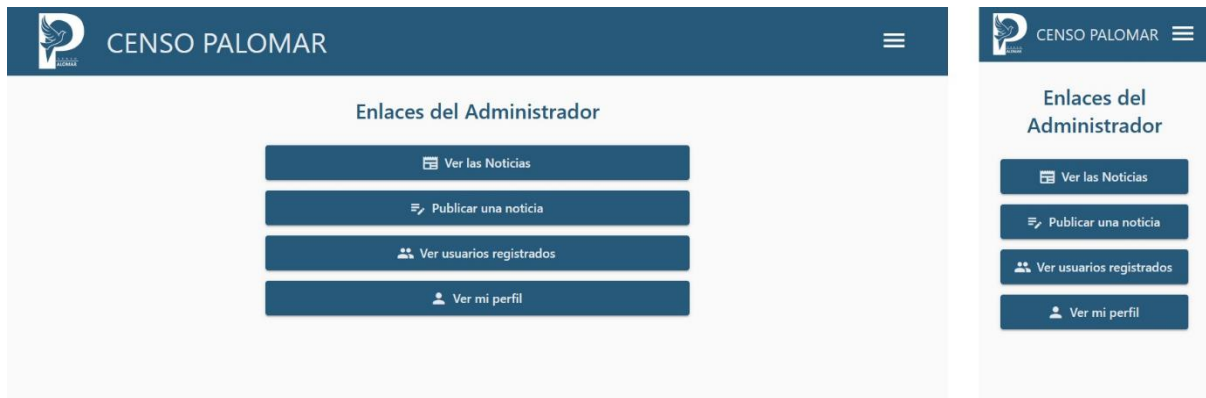 CENSO PALOMAR
Enlaces del Administrador
Ver las Noticias
Publicar una noticia
Ver usuarios registrados
Ver mi perfil
CENSO PALOMAR
Enlaces del
Administrador
Ver las Noticias
Publicar una noticia
Ver usuarios registrados
Ver mi perfil